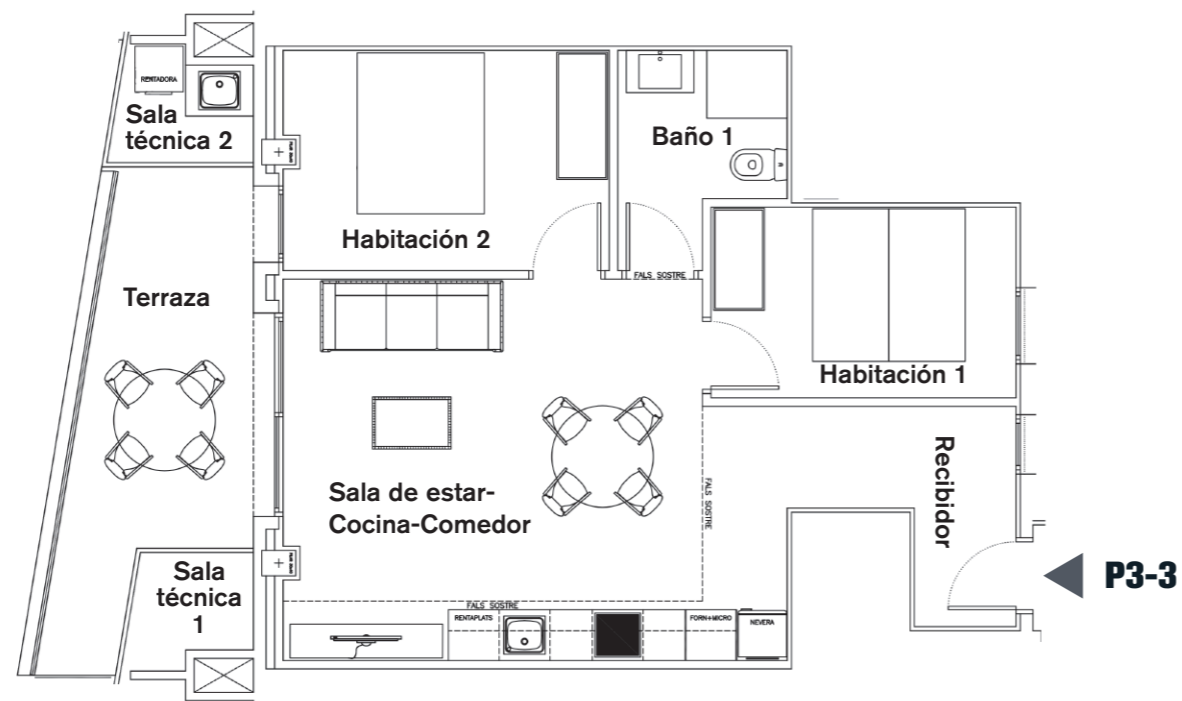 RENTADORA
Sala
técnica 2
Baño 1
Habitación 2
FALS SOSTRE
Terraza
Habitación 1
Sala de estar-
Cocina-Comedor
FALS SOSTRE
Recibidor
P3-3
Sala
técnica
1
FALS SOSTRE
RENTAPLATS
FORN+MICRO
NEVERA